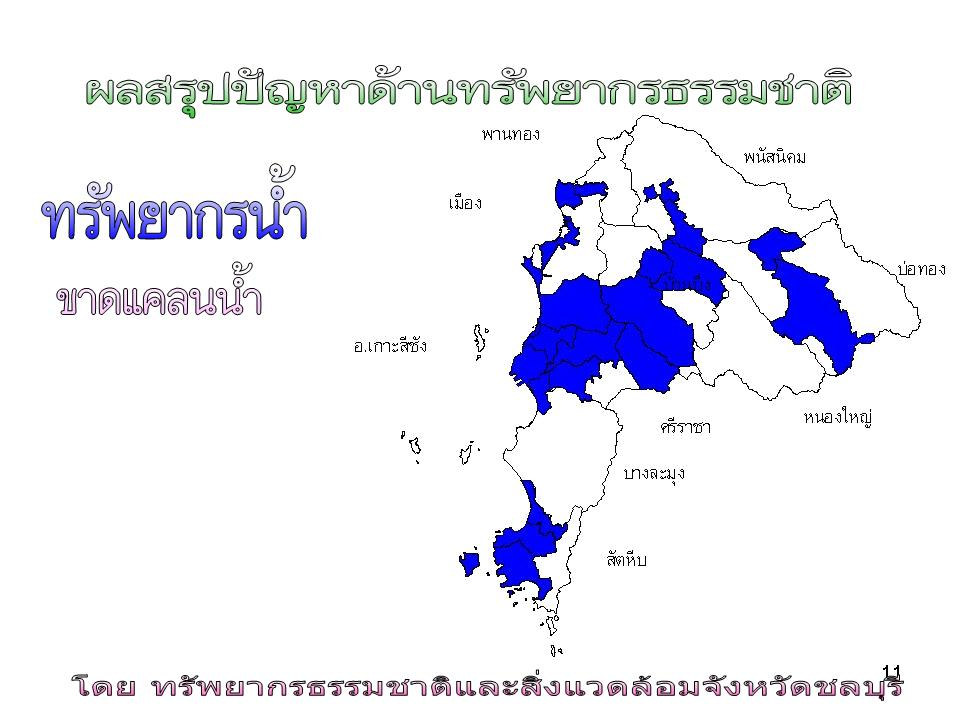 ผลสรุปปัญหาด้านทรัพยากรธรรมชาติ
พานทอง
พนัสนิคม
ทรัพยากรน้ำ
เมือง
บ่อทอง
ขาดแคลนน้ำ
บ้านบึง
อ.เกาะสีชัง
หนองใหญ่
ศรีราชา
บางละมุง
สัตหีบ
11
โดย ทรัพยากรธรรมชาติและสิ่งแวดล้อมจังหวัดชลบุรี